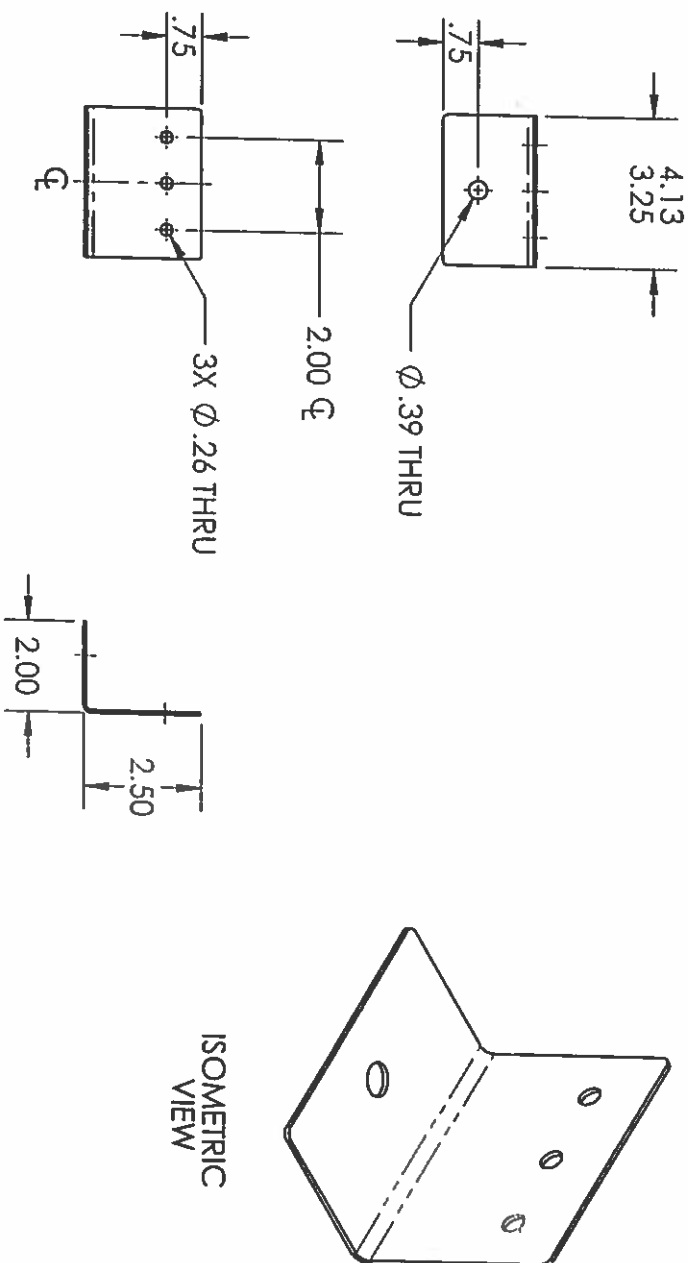 4.13
3.25
.75
Ø .39 THRU
.75
2.00 ℄
3X Ø .26 THRU
℄
2.00
2.50
ISOMETRIC
VIEW